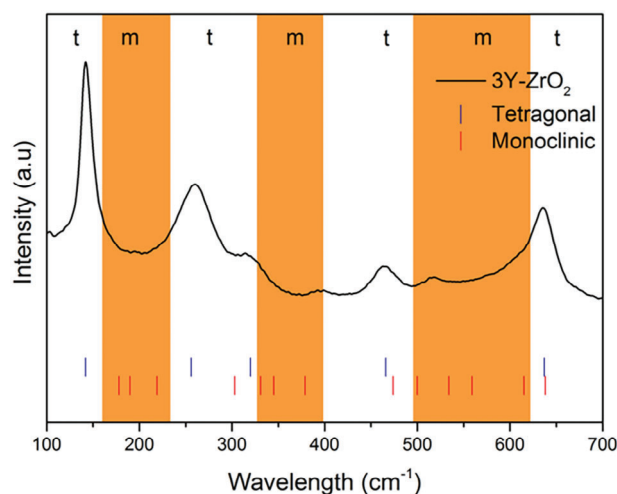 t m t m t m t
3Y-ZrO₂
Tetragonal
Monoclinic
Intensity (a.u)
100 200 300 400 500 600 700
Wavelength (cm⁻¹)